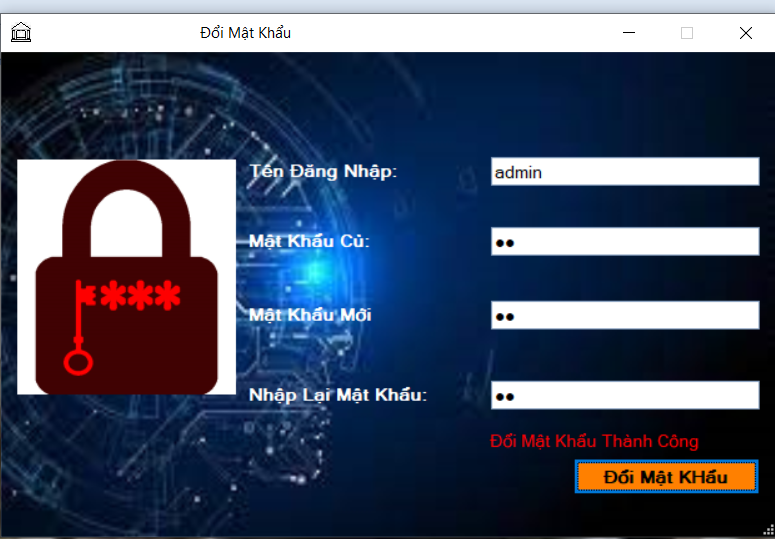 Đổi Mật Khẩu
Tên Đăng Nhập:
admin
Mật Khẩu Củ:
••
Mật Khẩu Mới
••
Nhập Lại Mật Khẩu:
••
Đổi Mật Khẩu Thành Công
Đổi Mật KHẩu